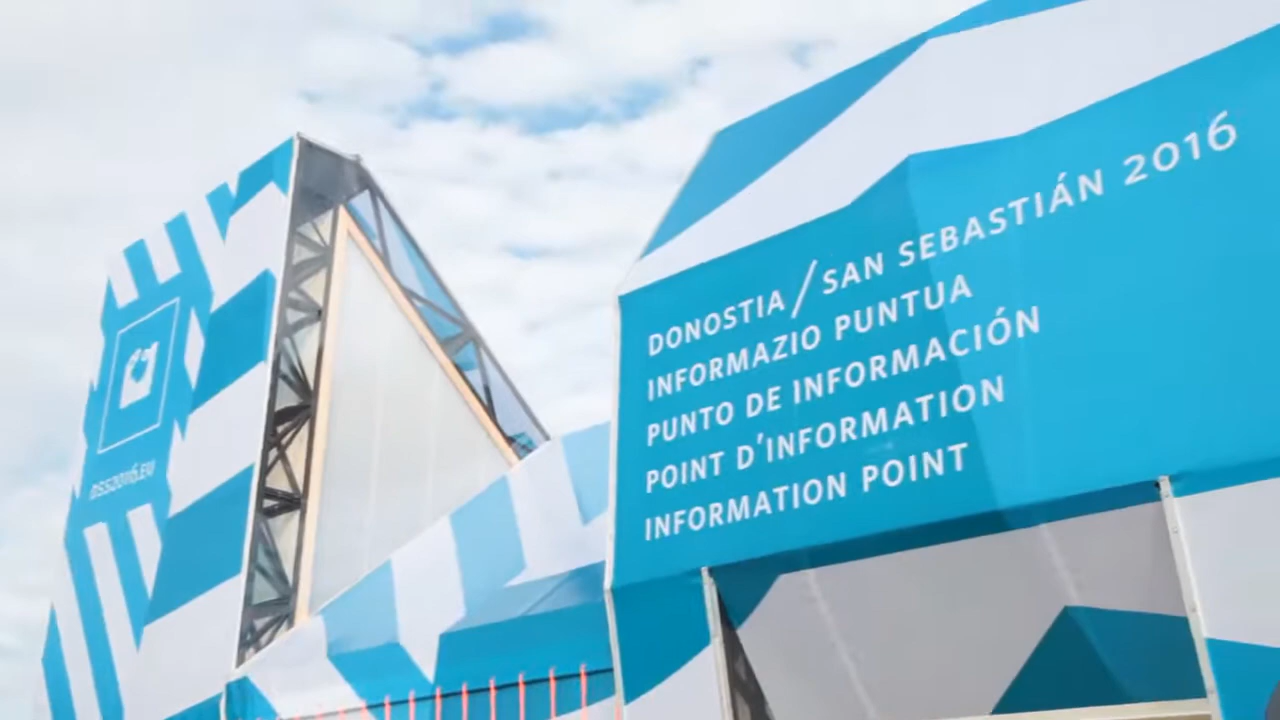 DSS2016.EU
DONOSTIA / SAN SEBASTIÁN 2016
INFORMAZIO PUNTUA
PUNTO DE INFORMACIÓN
POINT D'INFORMATION
INFORMATION POINT